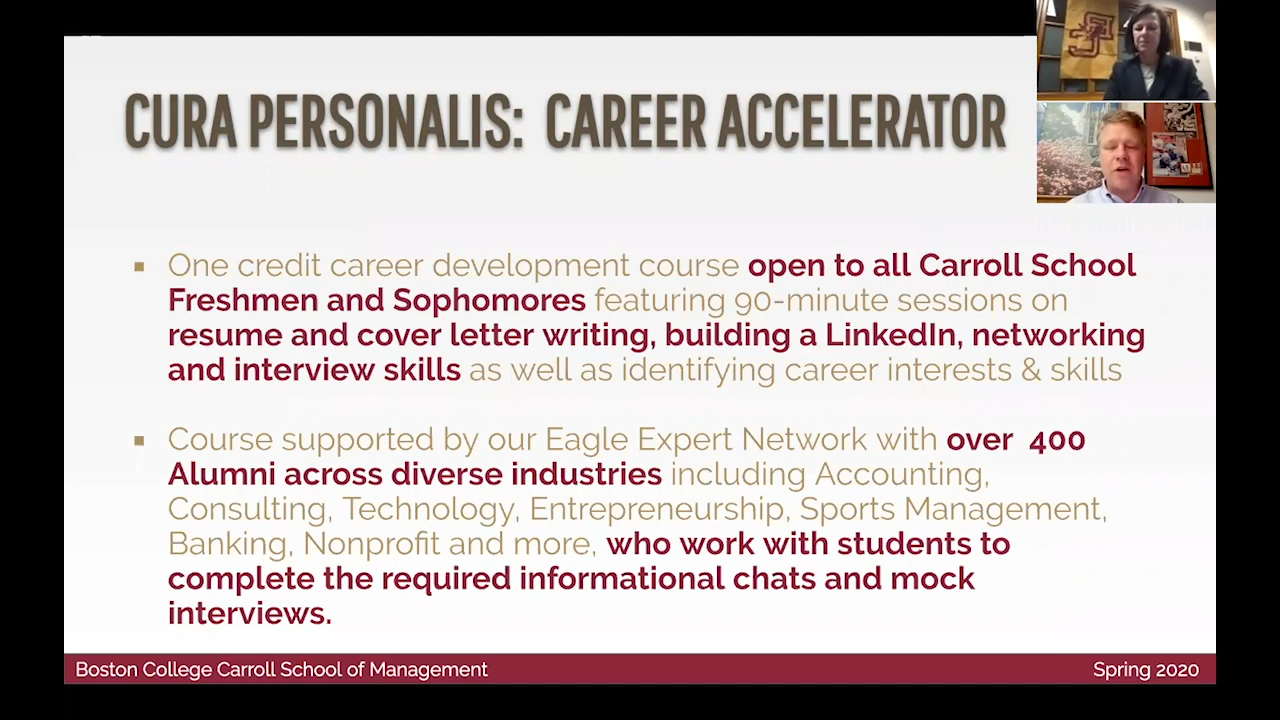 CURA PERSONALIS: CAREER ACCELERATOR
▪ One credit career development course open to all Carroll School
Freshmen and Sophomores featuring 90-minute sessions on
resume and cover letter writing, building a LinkedIn, networking
and interview skills as well as identifying career interests & skills
▪ Course supported by our Eagle Expert Network with over 400
Alumni across diverse industries including Accounting,
Consulting, Technology, Entrepreneurship, Sports Management,
Banking, Nonprofit and more, who work with students to
complete the required informational chats and mock
interviews.
Boston College Carroll School of Management
Spring 2020